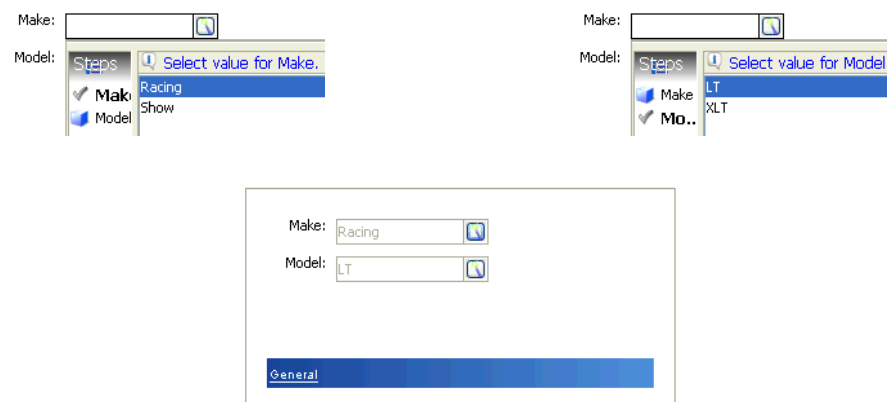 Make:
Model:
Steps
Select value for Make.
Mak
Model
Racing
Show
Make:
Model:
Steps
Select value for Model
Make
Mo..
LT
XLT
Make: Racing
Model: LT
General